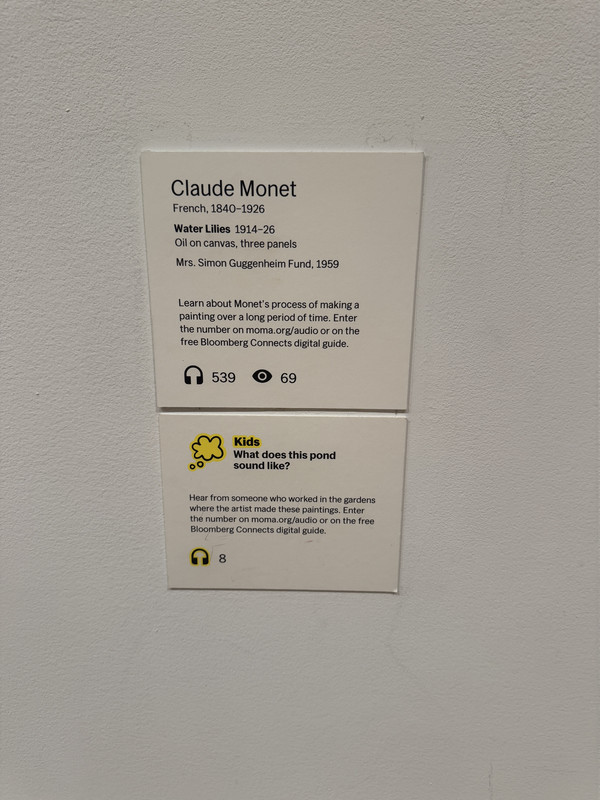 Claude Monet
French, 1840–1926
Water Lilies 1914–26
Oil on canvas, three panels
Mrs. Simon Guggenheim Fund, 1959
Learn about Monet's process of making a
painting over a long period of time. Enter
the number on moma.org/audio or on the
free Bloomberg Connects digital guide.
539 69
Kids
What does this pond
sound like?
Hear from someone who worked in the gardens
where the artist made these paintings. Enter
the number on moma.org/audio or on the free
Bloomberg Connects digital guide.
8